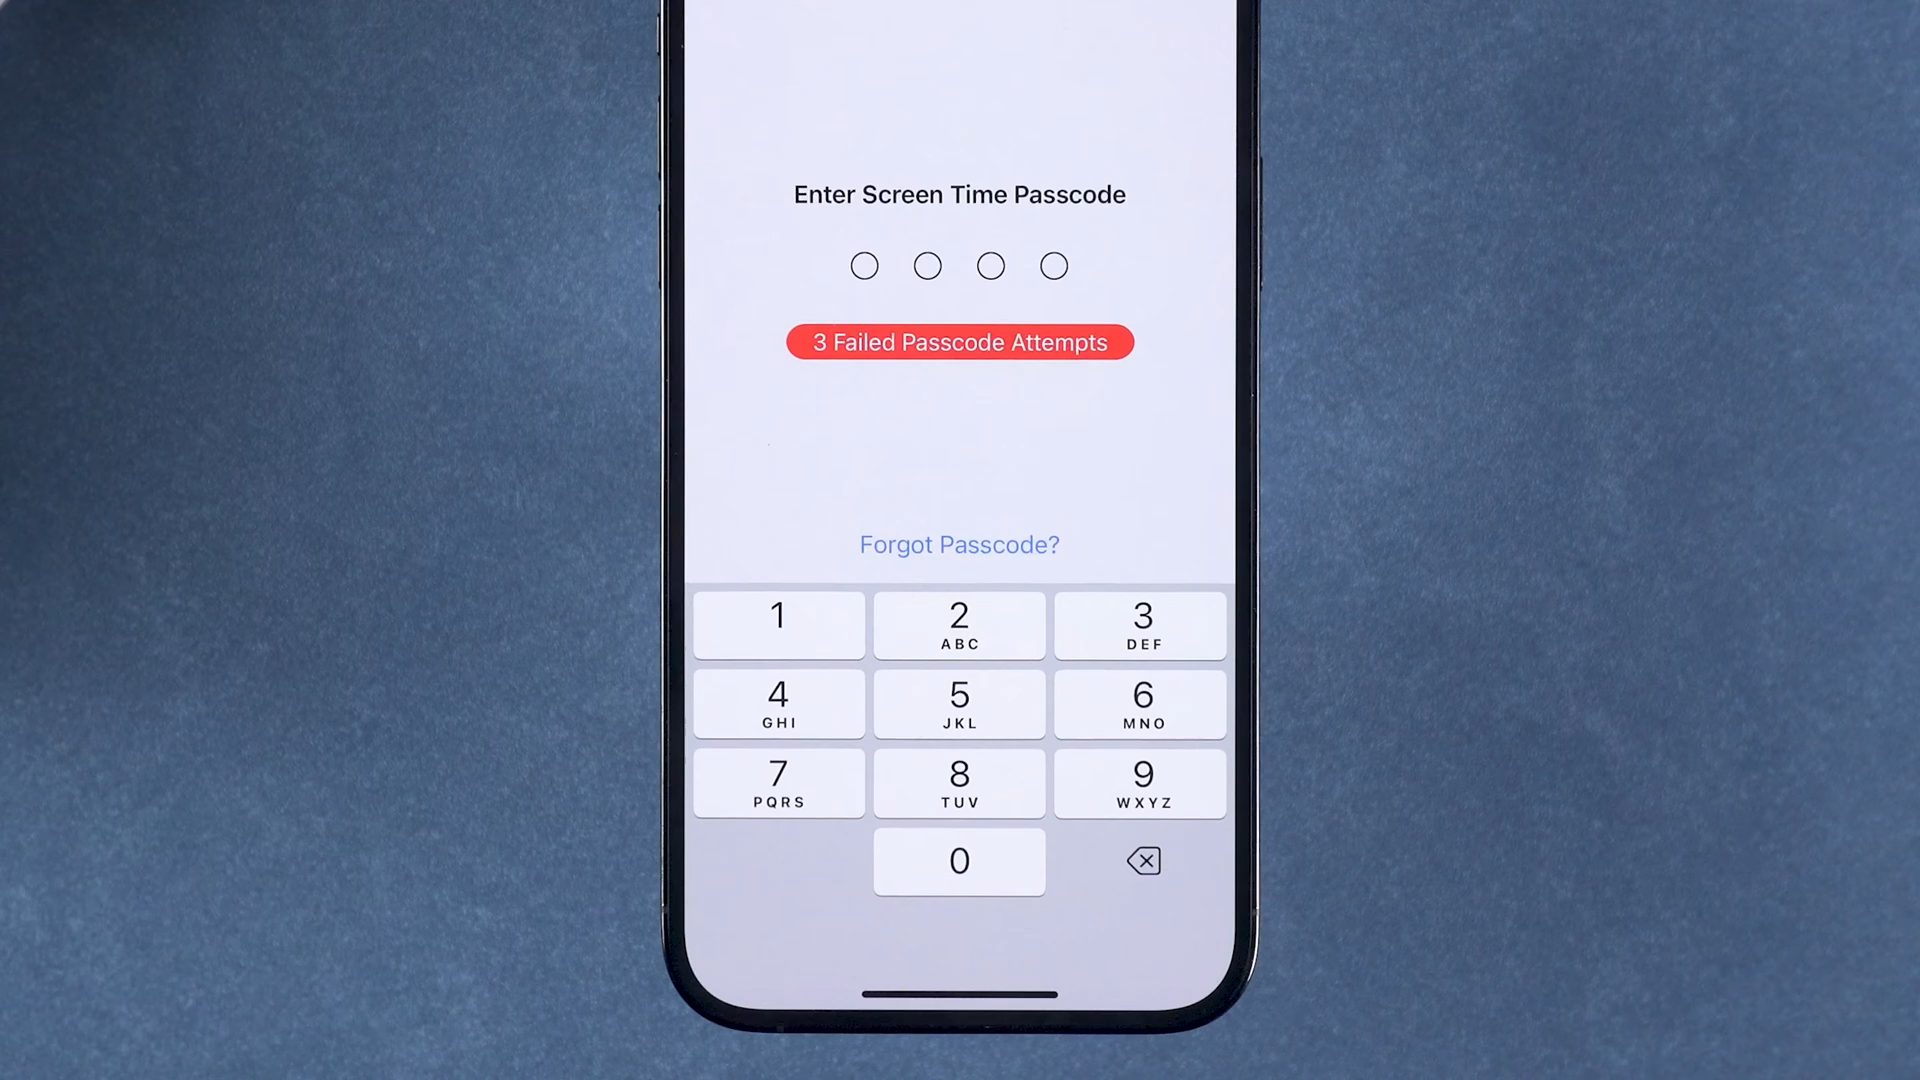 Enter Screen Time Passcode
3 Failed Passcode Attempts
Forgot Passcode?
1 2 3
ABC DEF
4 5 6
GHI JKL MNO
7 8 9
PQRS TUV WXYZ
0